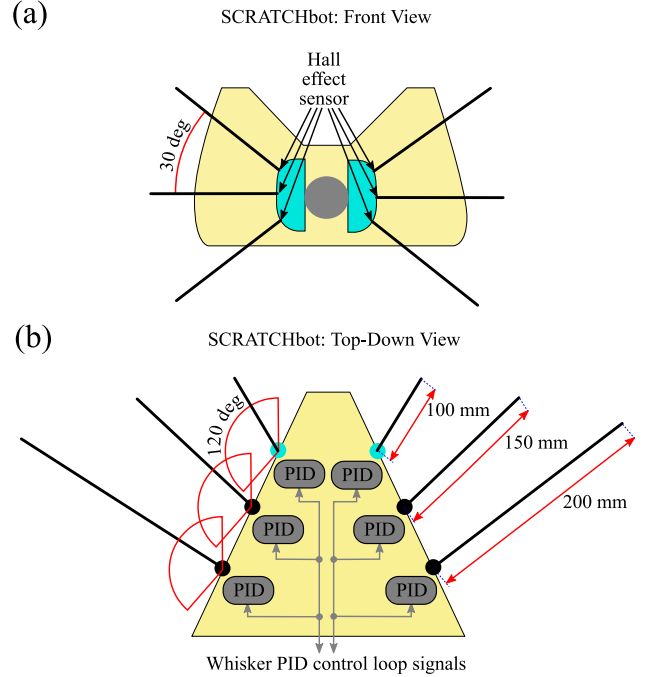 (a)
SCRATCHbot: Front View
Hall
effect
sensor
30 deg
(b)
SCRATCHbot: Top-Down View
120 deg
100 mm
150 mm
200 mm
PID
PID
PID
PID
PID
PID
Whisker PID control loop signals